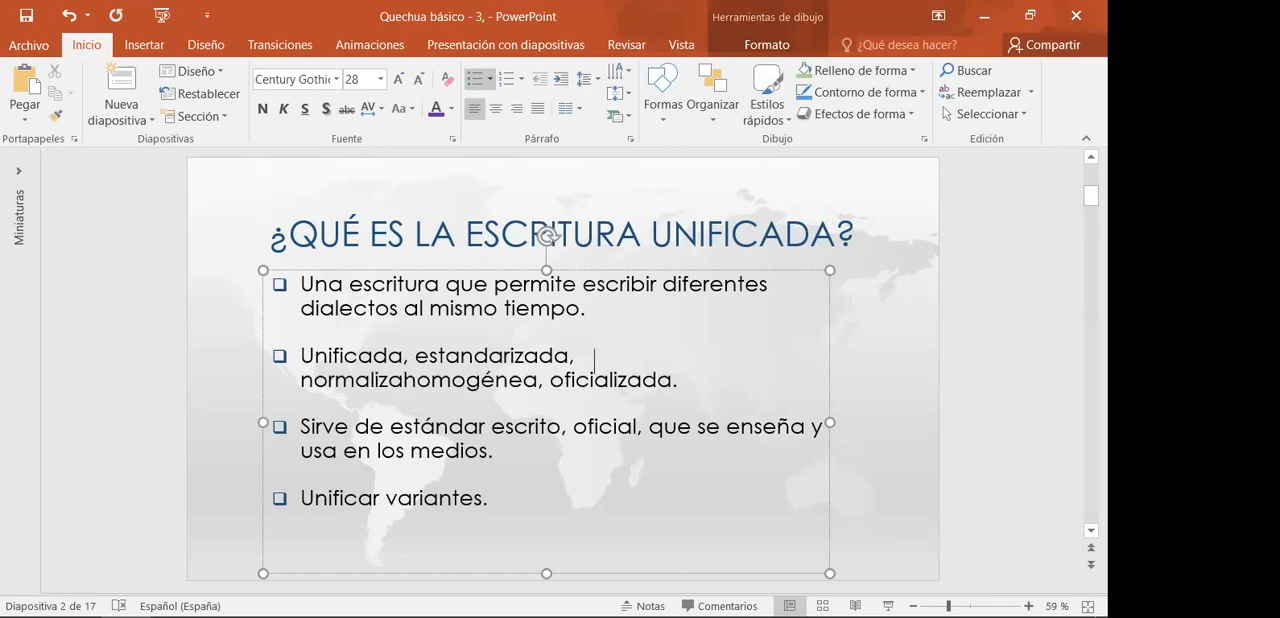 Quechua básico - 3, - PowerPoint
Herramientas de dibujo
Archivo
Inicio
Insertar
Diseño
Transiciones
Animaciones
Presentación con diapositivas
Revisar
Vista
Formato
¿Qué desea hacer?
Compartir
Pegar
Nueva
diapositiva
Diseño
Restablecer
Sección
Century Gothic
28
N K S S abc AV Aa A
Formas
Organizar
Estilos
rápidos
Relleno de forma
Contorno de forma
Efectos de forma
Buscar
Reemplazar
Seleccionar
Portapapeles
Diapositivas
Fuente
Párrafo
Dibujo
Edición
Miniaturas
¿QUÉ ES LA ESCRITURA UNIFICADA?
Una escritura que permite escribir diferentes
dialectos al mismo tiempo.
Unificada, estandarizada,
normalizahomogénea, oficializada.
Sirve de estándar escrito, oficial, que se enseña y
usa en los medios.
Unificar variantes.
Diapositiva 2 de 17
Español (España)
Notas
Comentarios
59 %